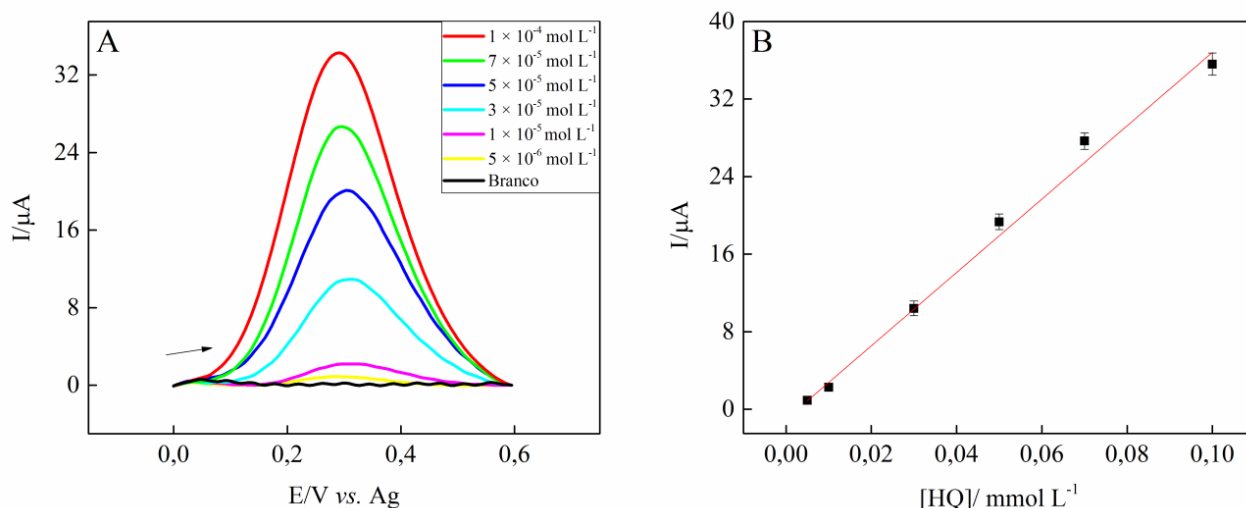 A
1 × 10⁻⁴ mol L⁻¹
7 × 10⁻⁵ mol L⁻¹
5 × 10⁻⁵ mol L⁻¹
3 × 10⁻⁵ mol L⁻¹
1 × 10⁻⁵ mol L⁻¹
5 × 10⁻⁶ mol L⁻¹
Branco
32
24
16
8
0
I/µA
0,0 0,2 0,4 0,6
E/V vs. Ag
B
40
32
24
16
8
0
I/µA
0,00 0,02 0,04 0,06 0,08 0,10
[HQ]/ mmol L⁻¹